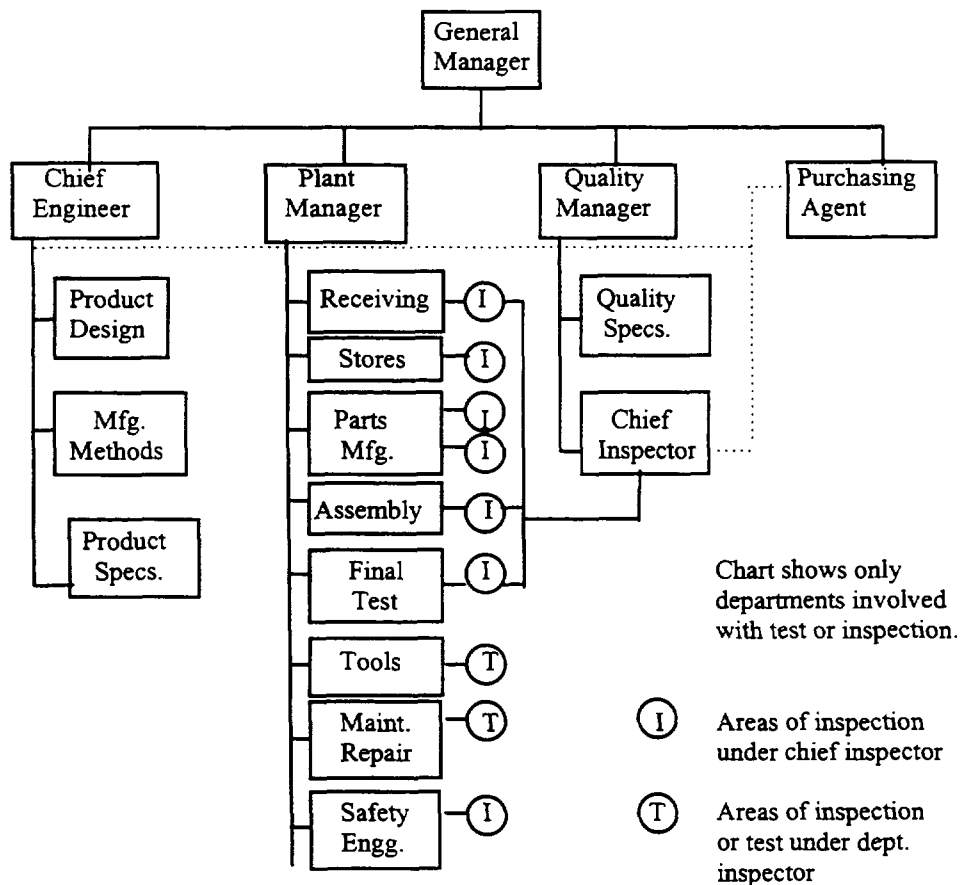 General
Manager
Chief
Engineer
Plant
Manager
Quality
Manager
Purchasing
Agent
Product
Design
Mfg.
Methods
Product
Specs.
Receiving
I
Stores
I
Parts
Mfg.
I
I
Assembly
I
Final
Test
I
Tools
T
Maint.
Repair
T
Safety
Engg.
I
Quality
Specs.
Chief
Inspector
Chart shows only
departments involved
with test or inspection.
I
Areas of inspection
under chief inspector
T
Areas of inspection
or test under dept.
inspector